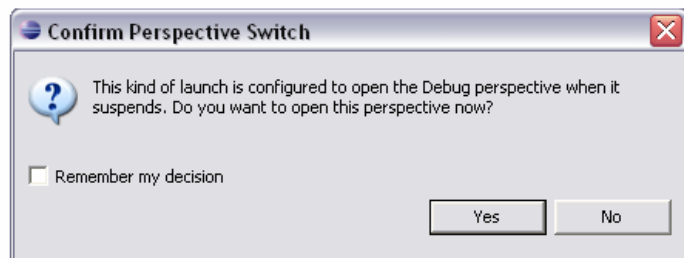 Confirm Perspective Switch
This kind of launch is configured to open the Debug perspective when it
suspends. Do you want to open this perspective now?
Remember my decision
Yes
No